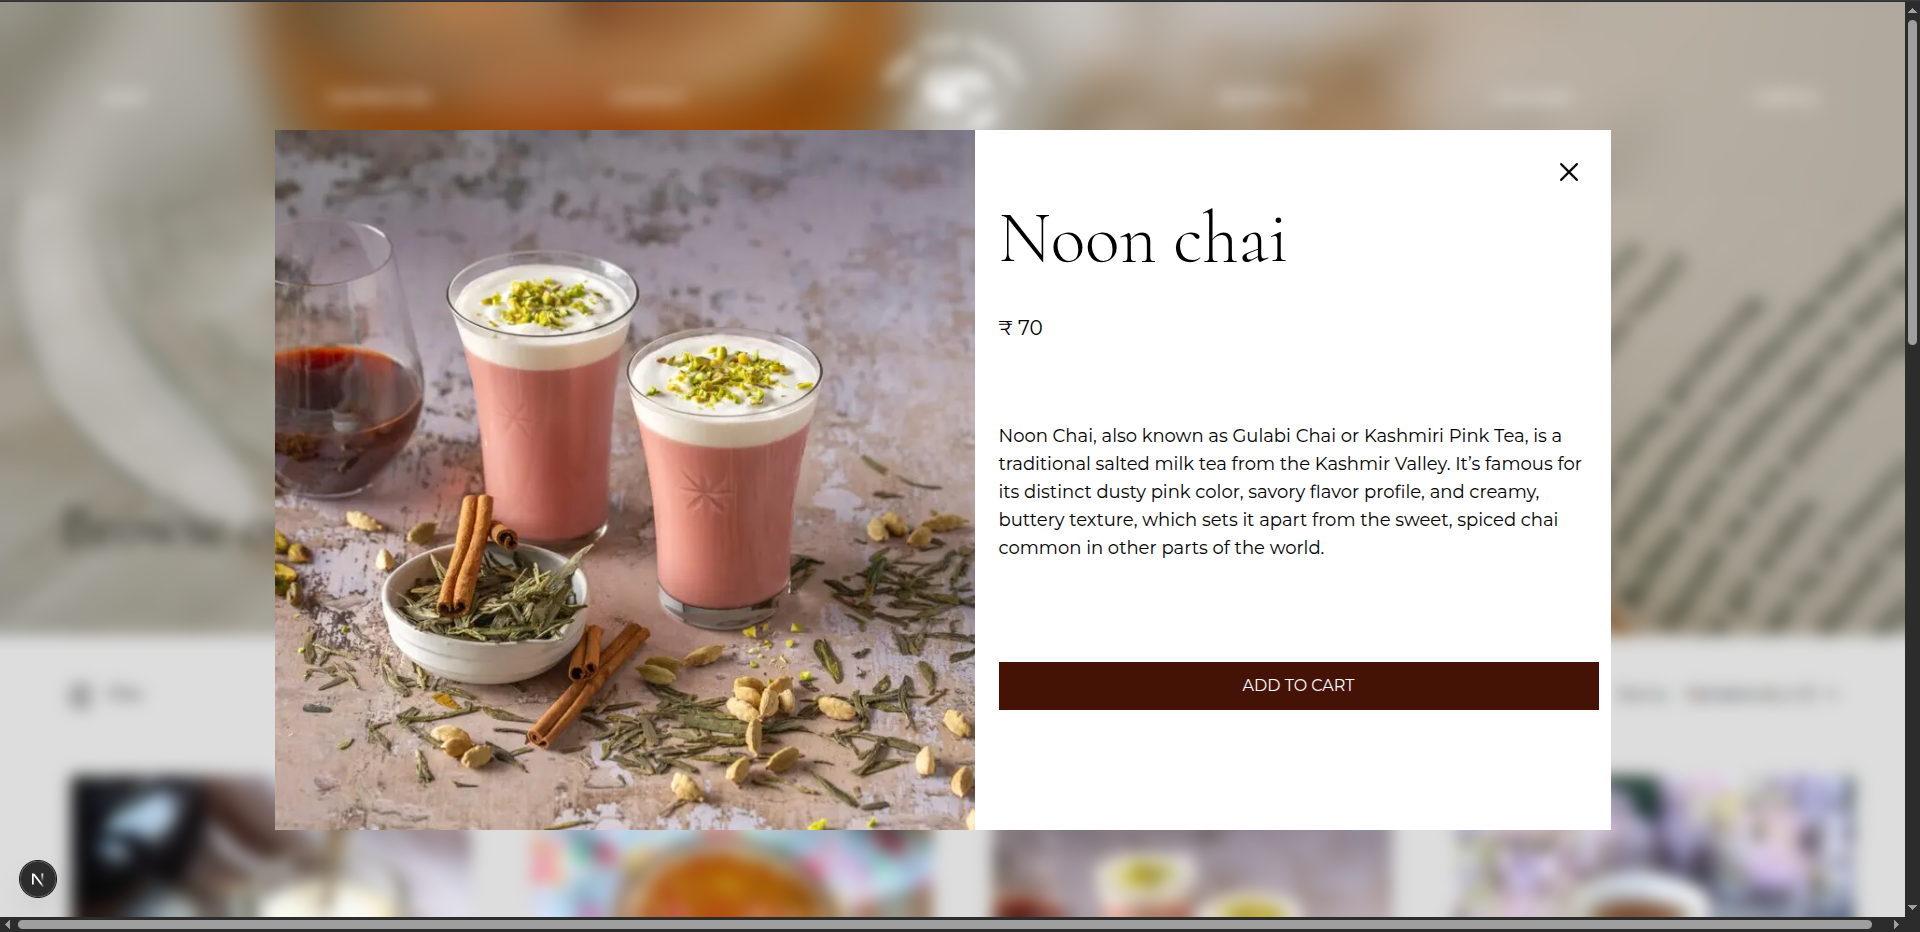 Noon chai
₹ 70
Noon Chai, also known as Gulabi Chai or Kashmiri Pink Tea, is a
traditional salted milk tea from the Kashmir Valley. It’s famous for
its distinct dusty pink color, savory flavor profile, and creamy,
buttery texture, which sets it apart from the sweet, spiced chai
common in other parts of the world.
ADD TO CART
N